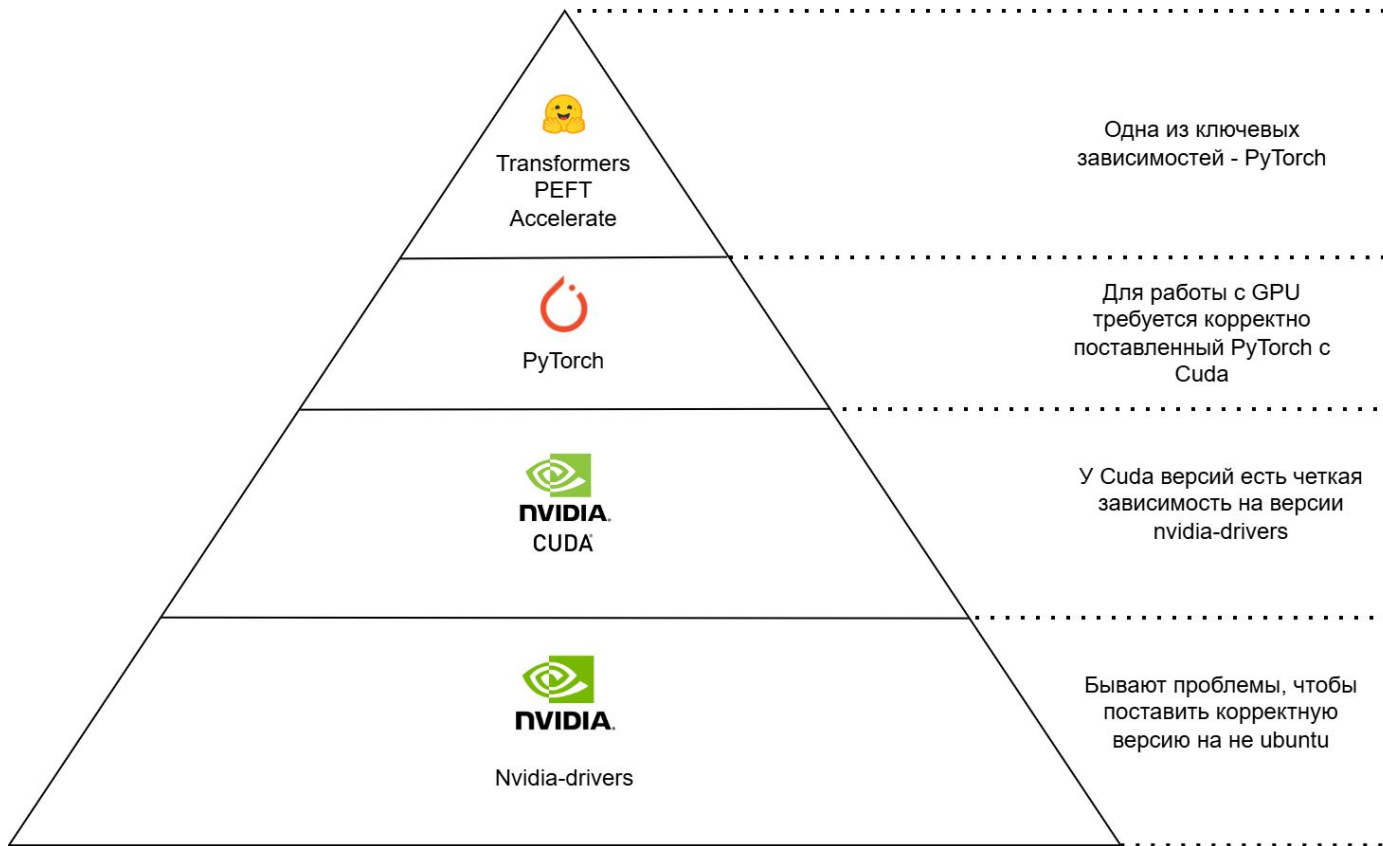 Transformers
PEFT
Accelerate
Одна из ключевых
зависимостей - PyTorch
PyTorch
Для работы с GPU
требуется корректно
поставленный PyTorch с
Cuda
NVIDIA.
CUDA
У Cuda версий есть четкая
зависимость на версии
nvidia-drivers
NVIDIA.
Nvidia-drivers
Бывают проблемы, чтобы
поставить корректную
версию на не ubuntu